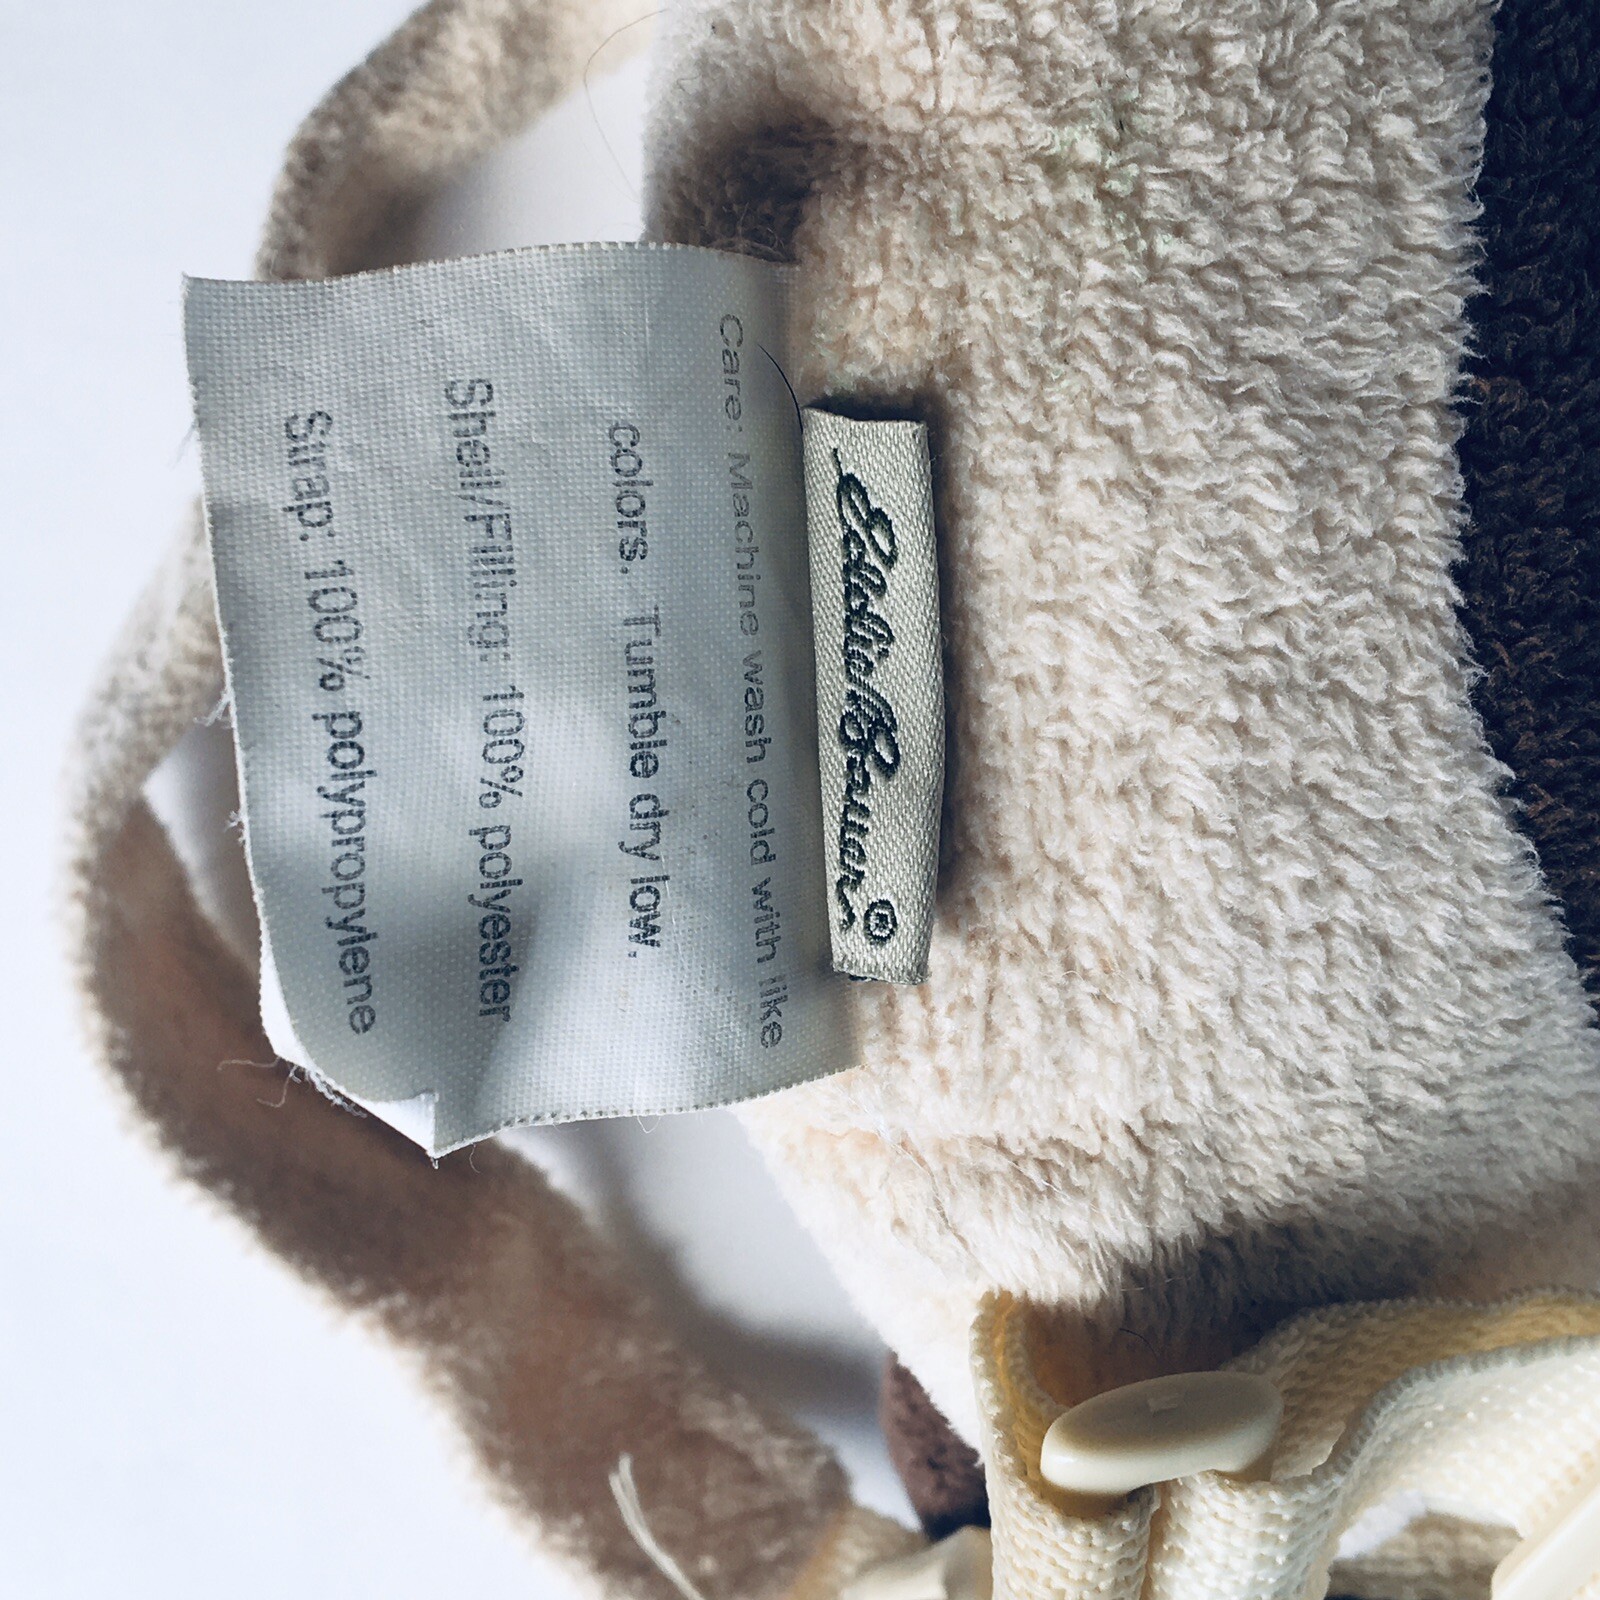 Eddie Bauer®
Care: Machine wash cold with like
colors. Tumble dry low.
Shell/Filling: 100% polyester
Strap: 100% polypropylene